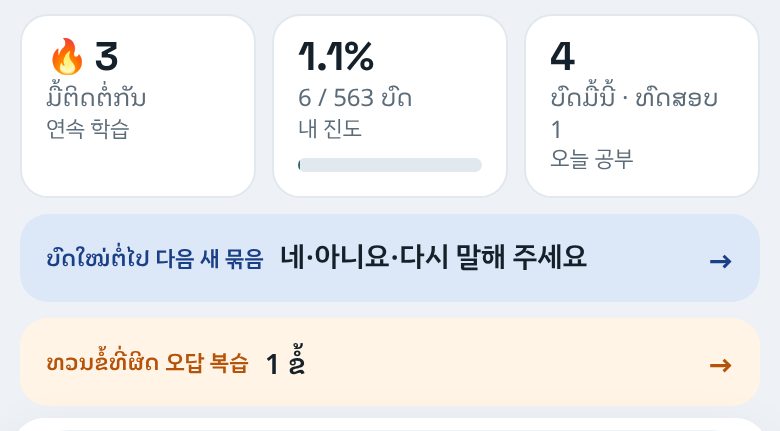 🔥 3
ມື້ຕິດຕໍ່ກັນ
연속 학습
1.1%
6 / 563 ບົດ
내 진도
4
ບົດມື້ນີ້ · ທົດສອບ
1
오늘 공부
ບົດໃໝ່ຕໍ່ໄປ 다음 새 묶음 네·아니요·다시 말해 주세요 →
ທວນຂໍ້ທີ່ຜິດ 오답 복습 1 ຂໍ້ →